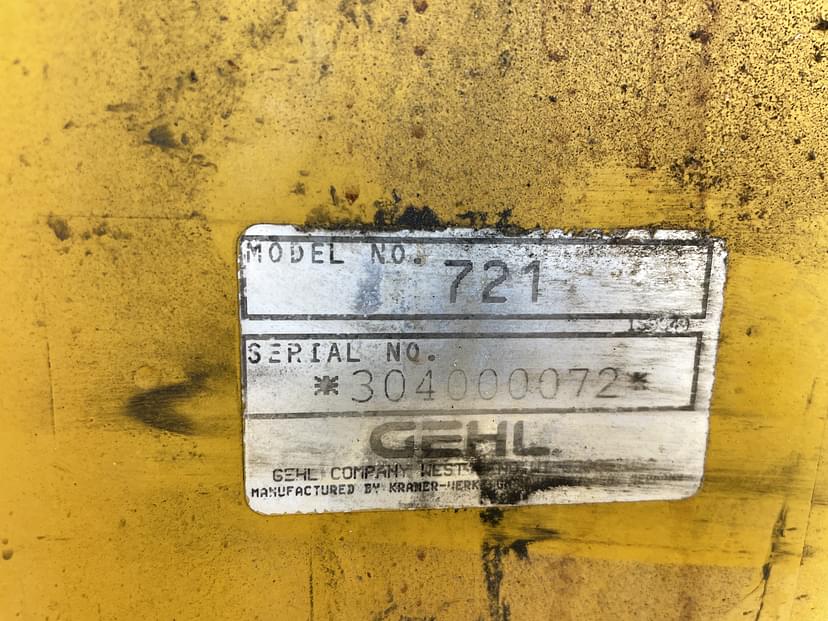 MODEL NO.
721
SERIAL NO.
*304000072*
GEHL
GEHL COMPANY WEST
MANUFACTURED BY KRAMER-WERKE